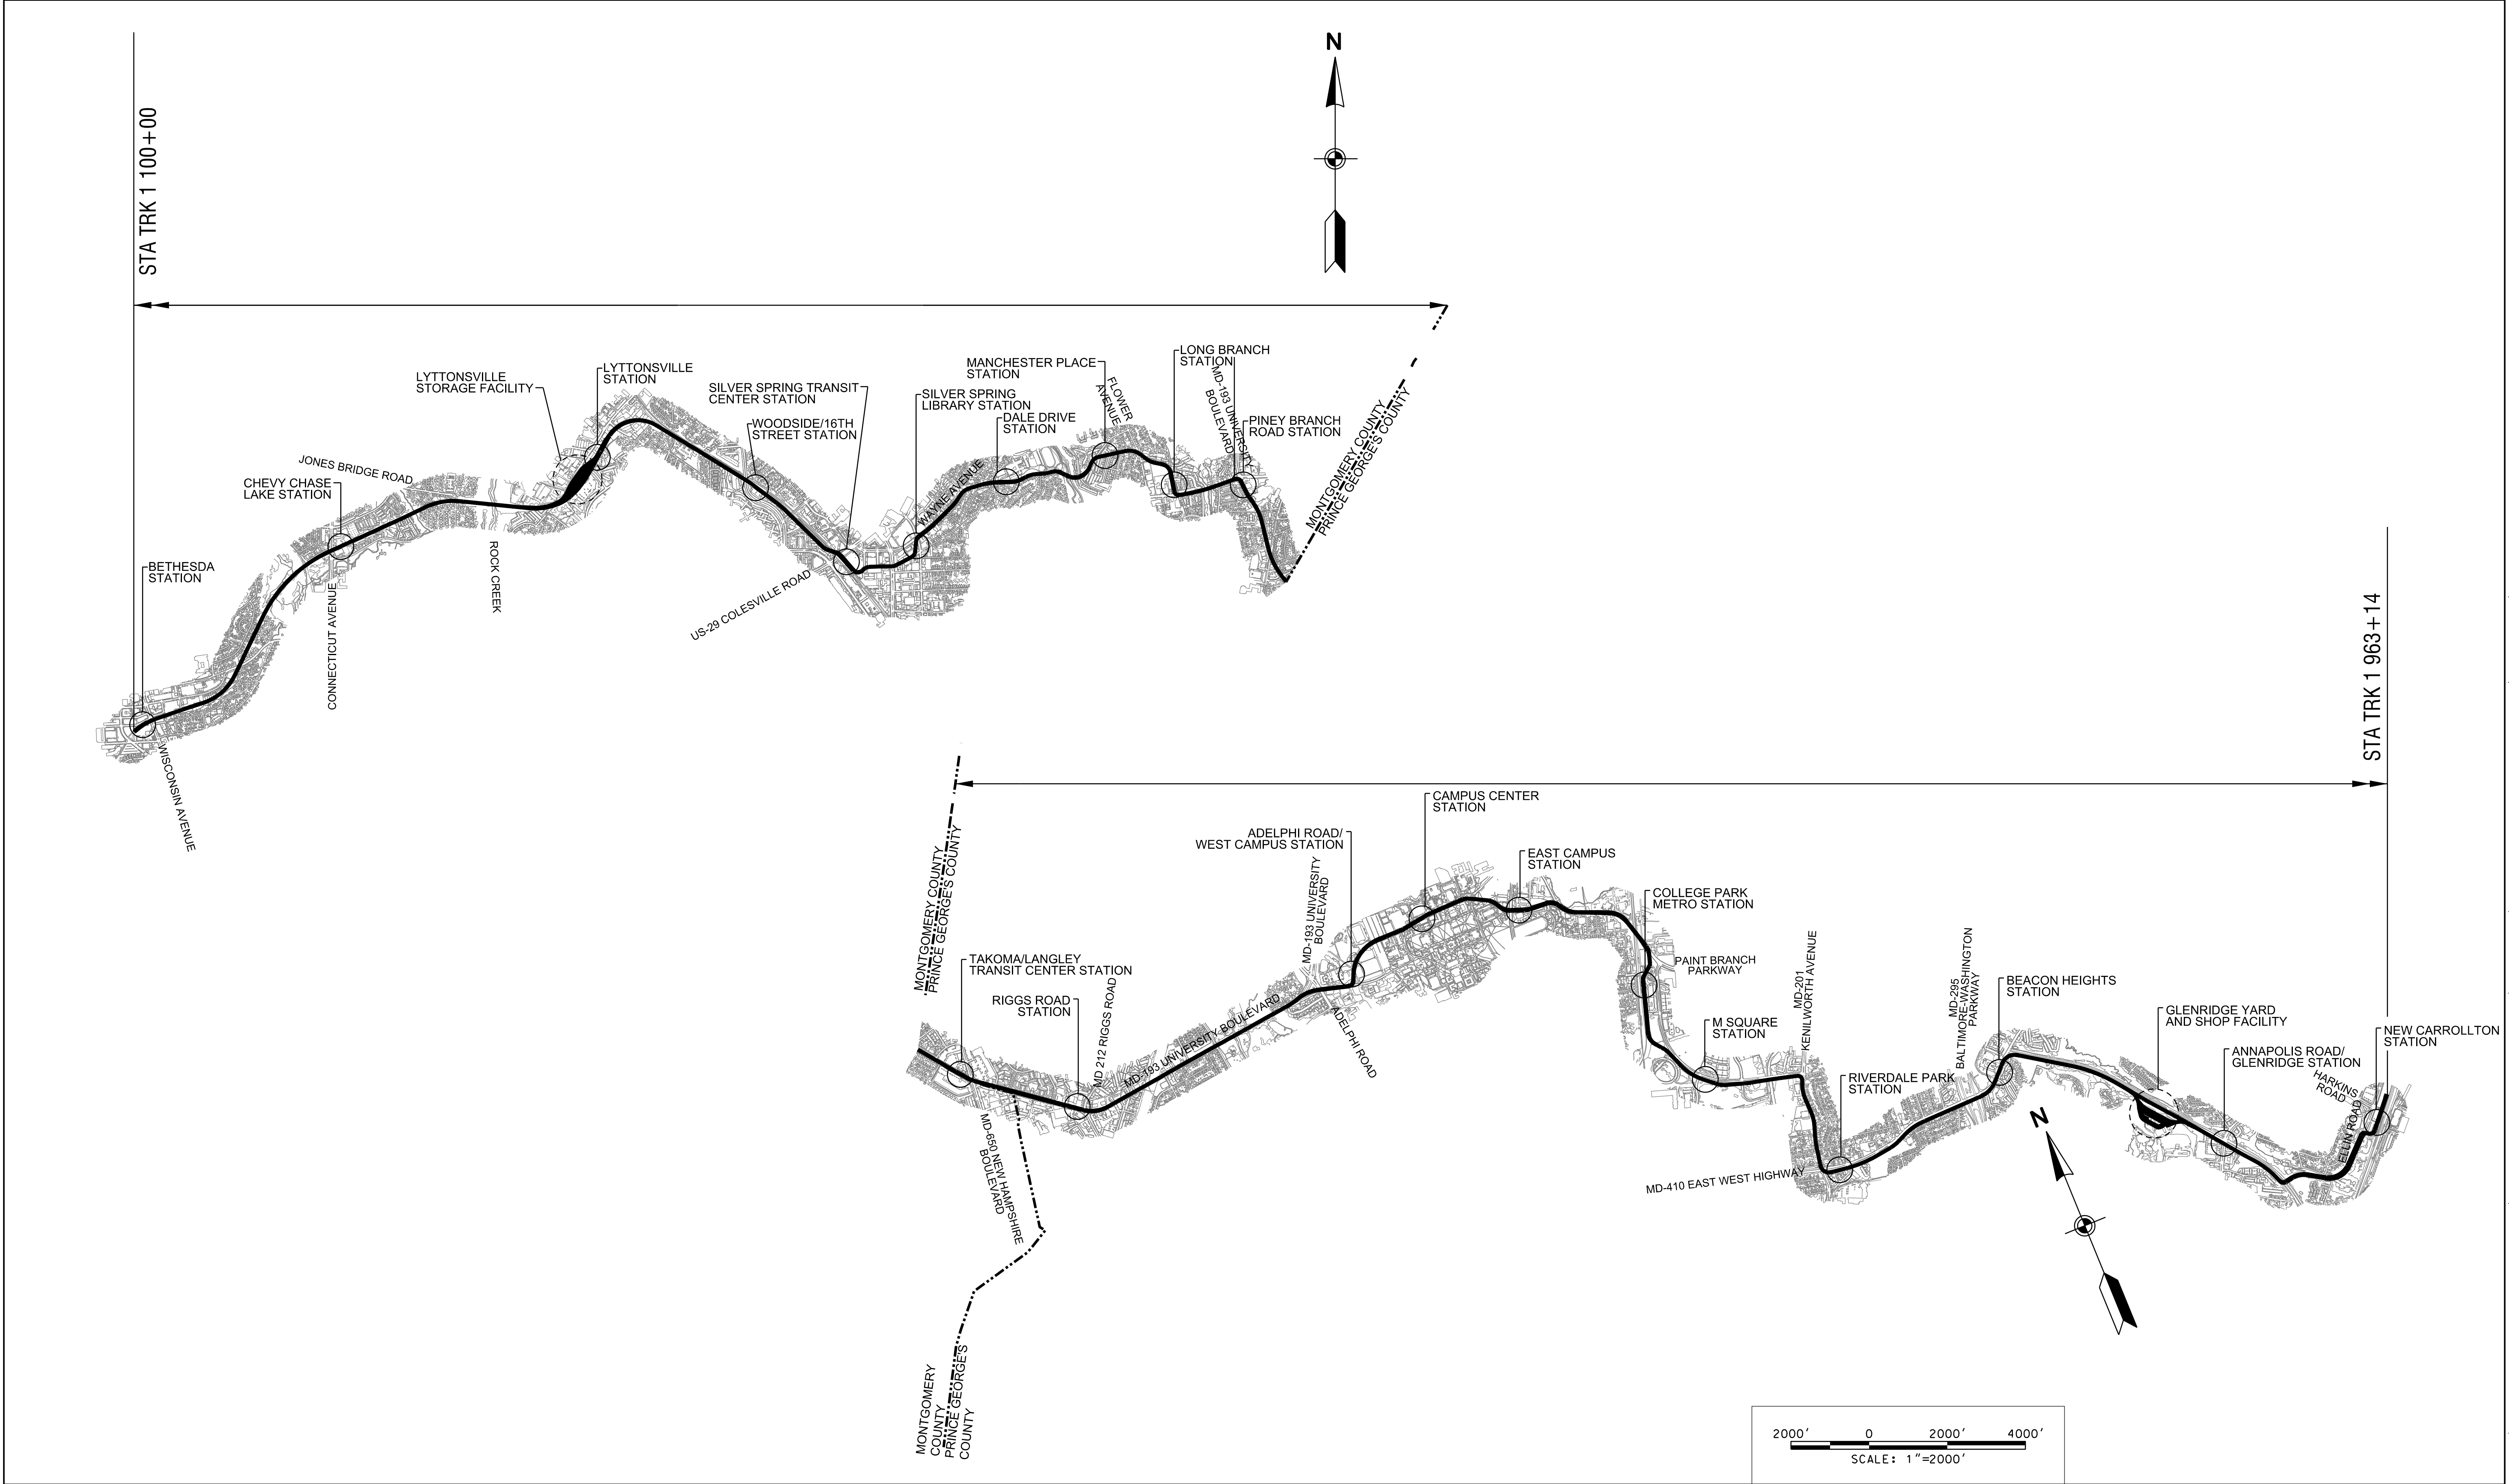 N
STA TRK 1 100+00
LYTTONSVILLE
STORAGE FACILITY
LYTTONSVILLE
STATION
SILVER SPRING TRANSIT
CENTER STATION
WOODSIDE/16TH
STREET STATION
SILVER SPRING
LIBRARY STATION
MANCHESTER PLACE
STATION
DALE DRIVE
STATION
FLOWER
AVENUE
LONG BRANCH
STATION
MD-193 UNIVERSITY
BOULEVARD
PINEY BRANCH
ROAD STATION
MONTGOMERY COUNTY
PRINCE GEORGE'S COUNTY
JONES BRIDGE ROAD
CHEVY CHASE
LAKE STATION
WAYNE AVENUE
ROCK CREEK
BETHESDA
STATION
CONNECTICUT AVENUE
US-29 COLESVILLE ROAD
WISCONSIN AVENUE
STA TRK 1 963+14
MONTGOMERY COUNTY
PRINCE GEORGE'S COUNTY
CAMPUS CENTER
STATION
ADELPHI ROAD/
WEST CAMPUS STATION
MD-193 UNIVERSITY
BOULEVARD
EAST CAMPUS
STATION
COLLEGE PARK
METRO STATION
TAKOMA/LANGLEY
TRANSIT CENTER STATION
RIGGS ROAD
STATION
MD 212 RIGGS ROAD
MD-193 UNIVERSITY BOULEVARD
ADELPHI ROAD
PAINT BRANCH
PARKWAY
M SQUARE
STATION
MD-201
KENILWORTH AVENUE
MD-295
BALTIMORE-WASHINGTON
PARKWAY
BEACON HEIGHTS
STATION
GLENRIDGE YARD
AND SHOP FACILITY
NEW CARROLLTON
STATION
ANNAPOLIS ROAD/
GLENRIDGE STATION
HARKINS
ROAD
ELLIN ROAD
RIVERDALE PARK
STATION
MD-410 EAST WEST HIGHWAY
N
MD-650 NEW HAMPSHIRE
BOULEVARD
MONTGOMERY
COUNTY
PRINCE GEORGE'S
COUNTY
2000' 0 2000' 4000'
SCALE: 1"=2000'